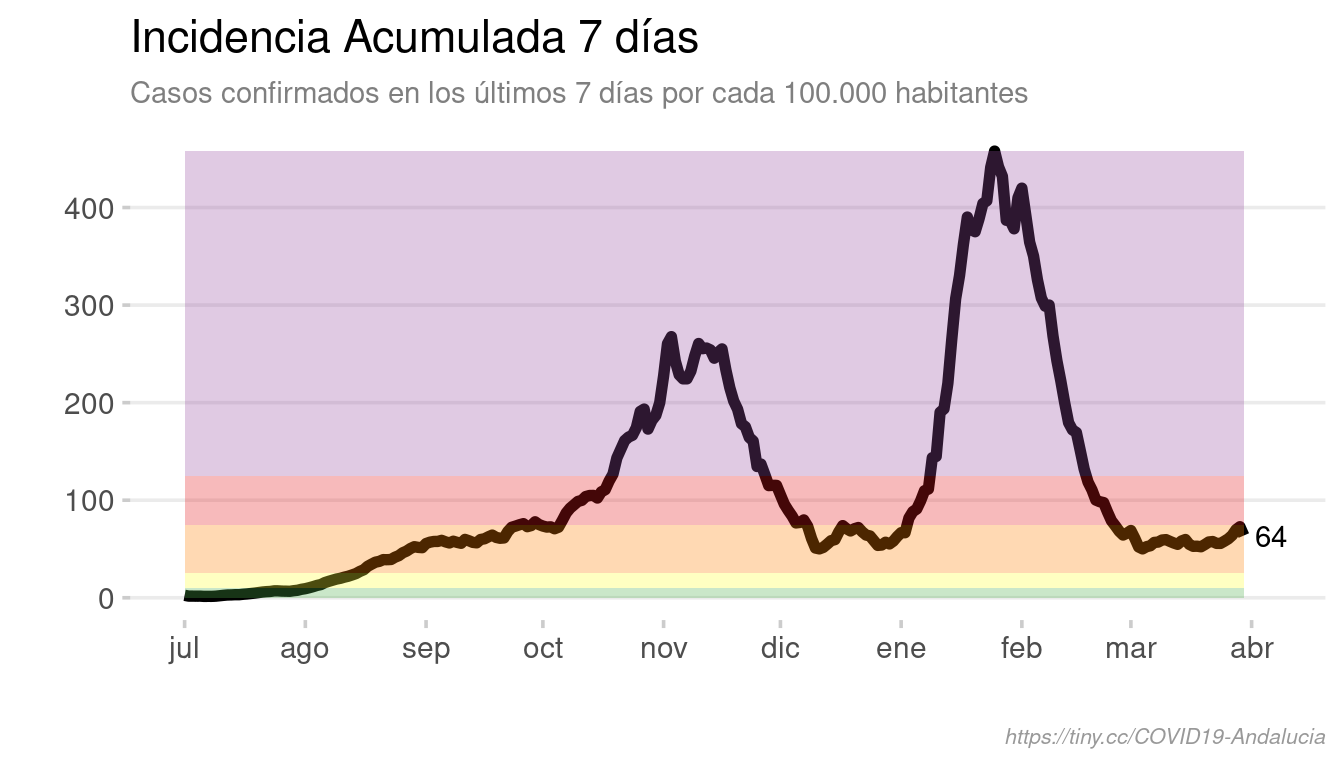 Incidencia Acumulada 7 días
Casos confirmados en los últimos 7 días por cada 100.000 habitantes
400
300
200
100
0
64
jul ago sep oct nov dic ene feb mar abr
https://tiny.cc/COVID19-Andalucia